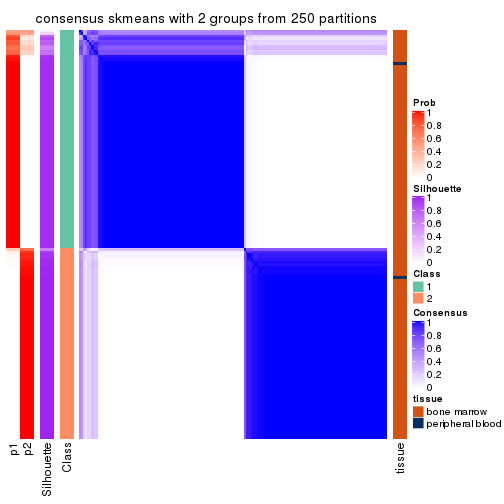 consensus skmeans with 2 groups from 250 partitions
Prob
1
0.8
0.6
0.4
0.2
0
Silhouette
1
0.8
0.6
0.4
0.2
0
Class
1
2
Consensus
1
0.8
0.6
0.4
0.2
0
tissue
bone marrow
peripheral blood
p1
p2
Silhouette
Class
tissue